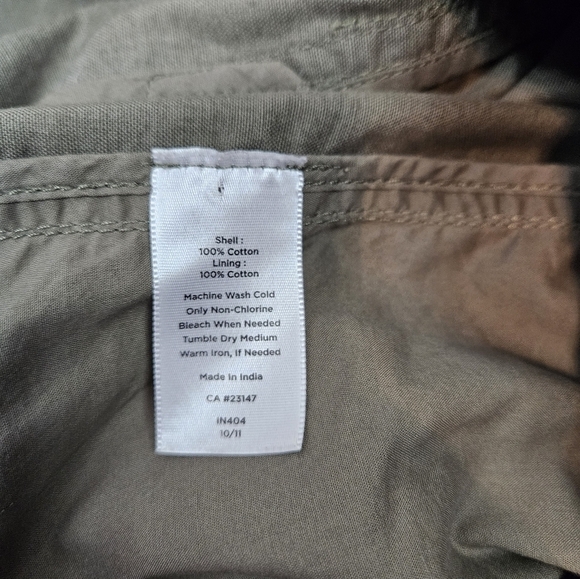 Shell :
100% Cotton
Lining :
100% Cotton
Machine Wash Cold
Only Non-Chlorine
Bleach When Needed
Tumble Dry Medium
Warm Iron, If Needed
Made In India
CA #23147
IN404
10/11